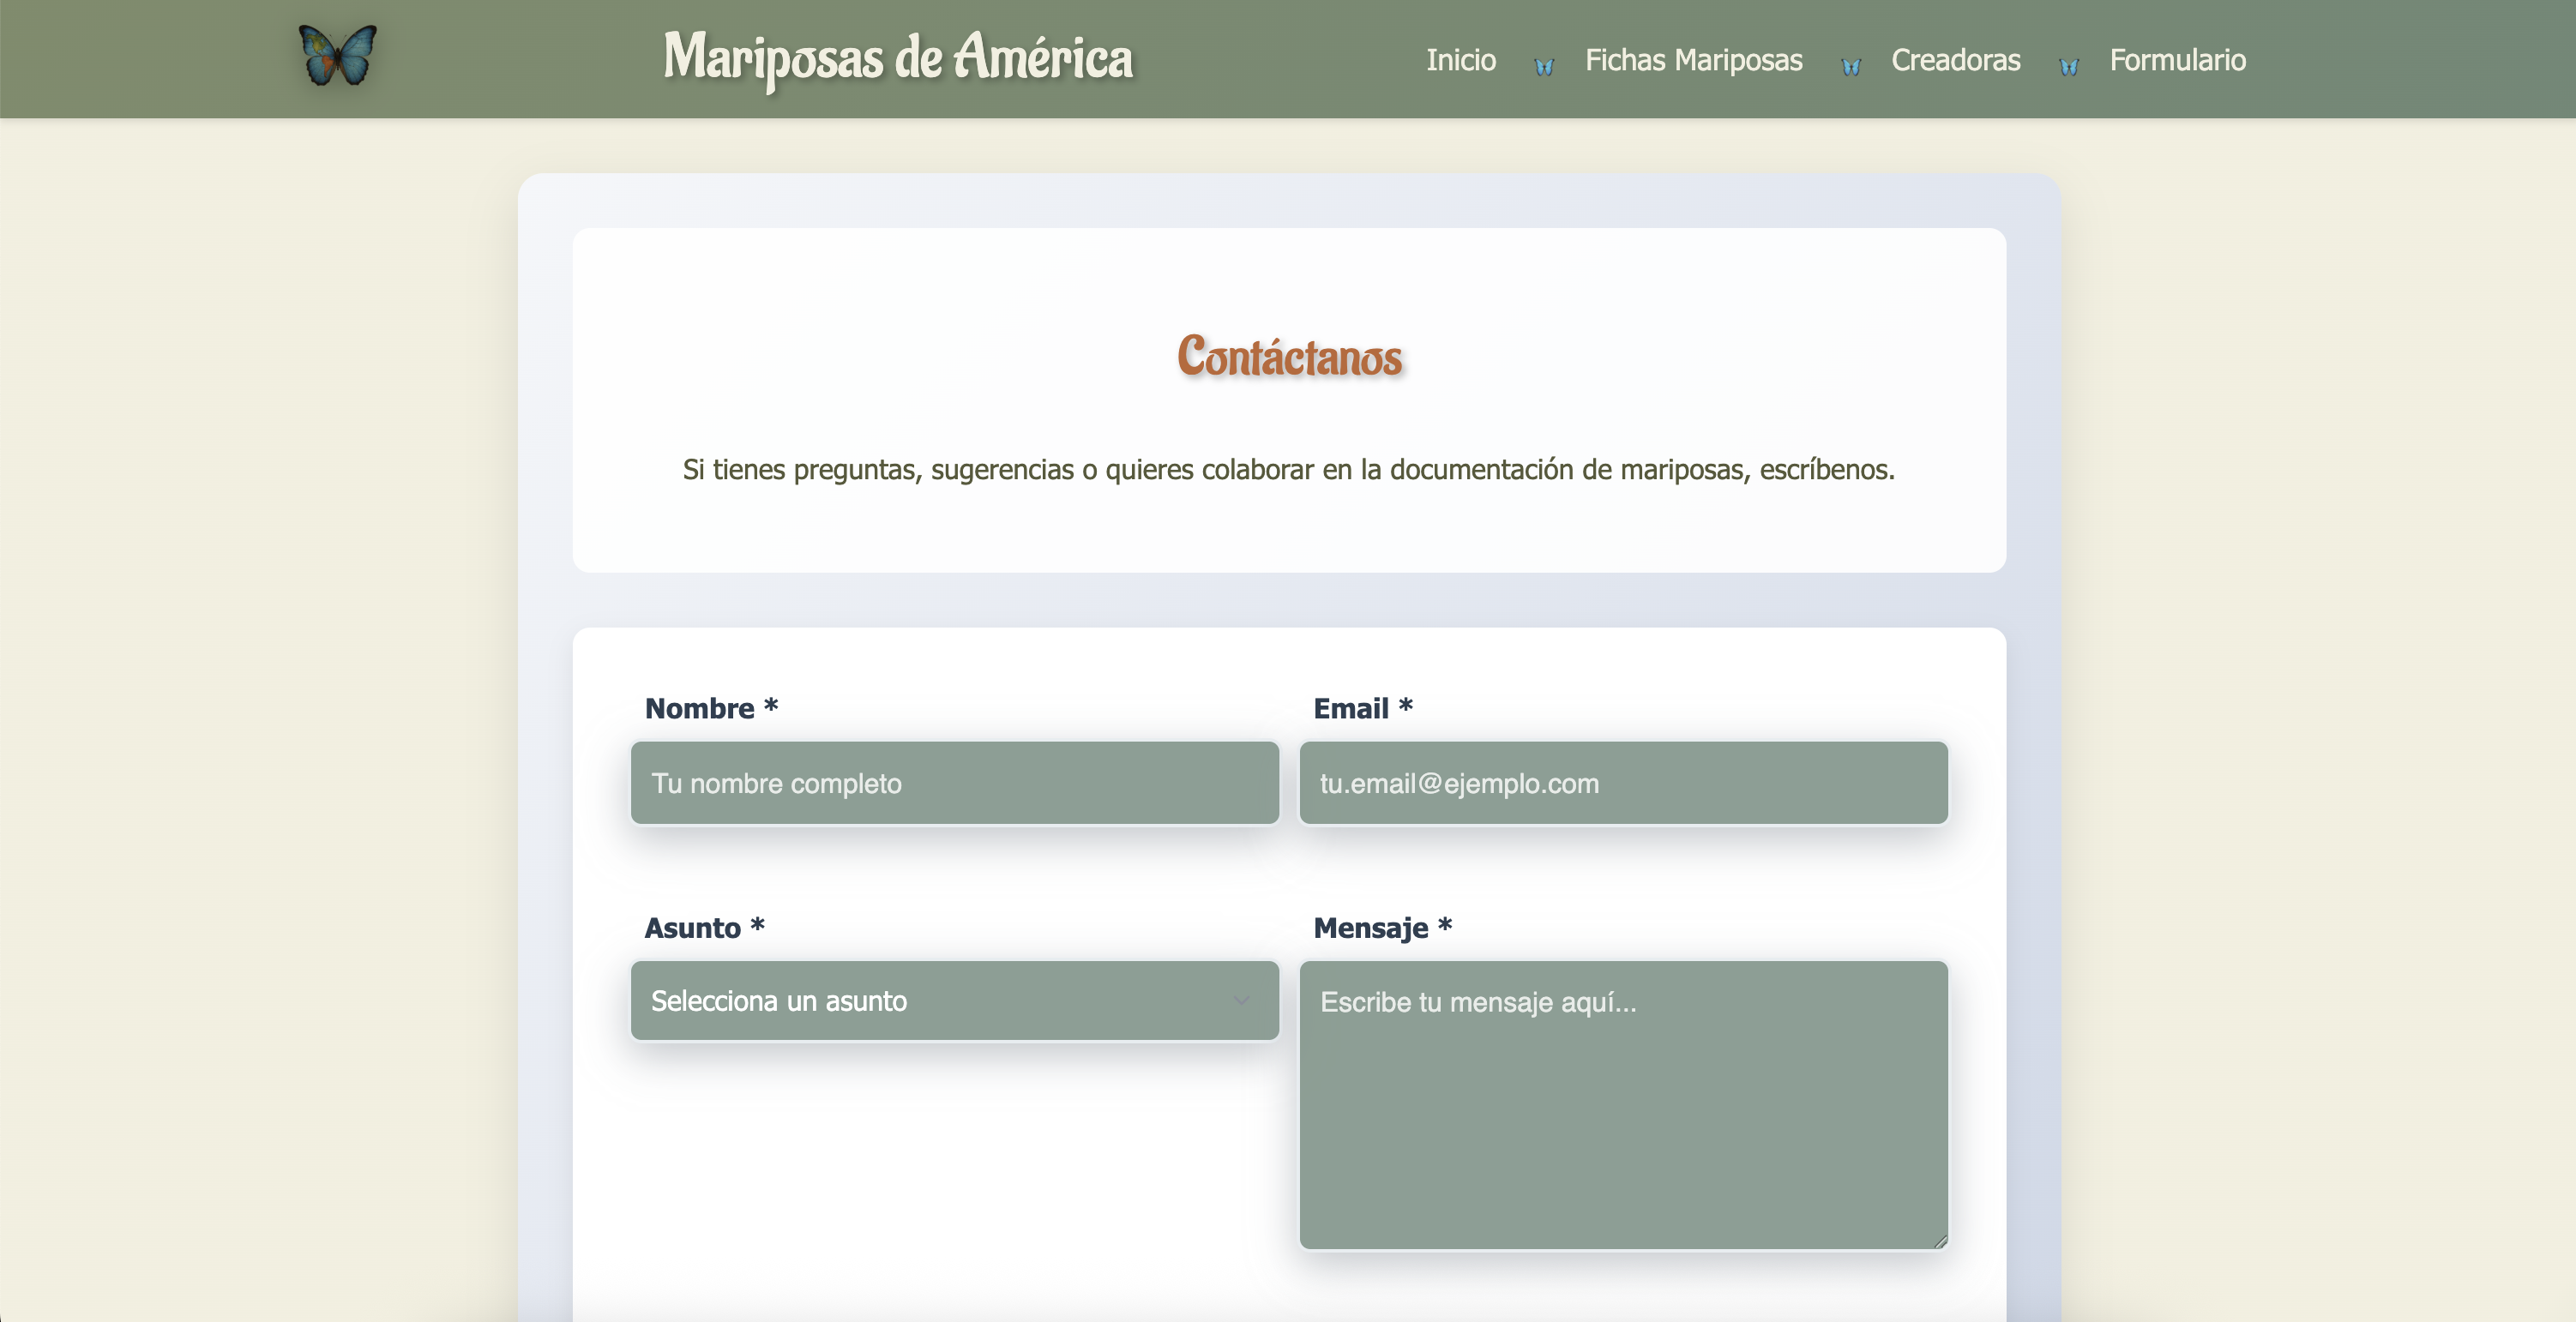 Mariposas de América
Inicio Fichas Mariposas Creadoras Formulario
Contáctanos
Si tienes preguntas, sugerencias o quieres colaborar en la documentación de mariposas, escríbenos.
Nombre *
Tu nombre completo
Email *
tu.email@ejemplo.com
Asunto *
Selecciona un asunto
Mensaje *
Escribe tu mensaje aquí...